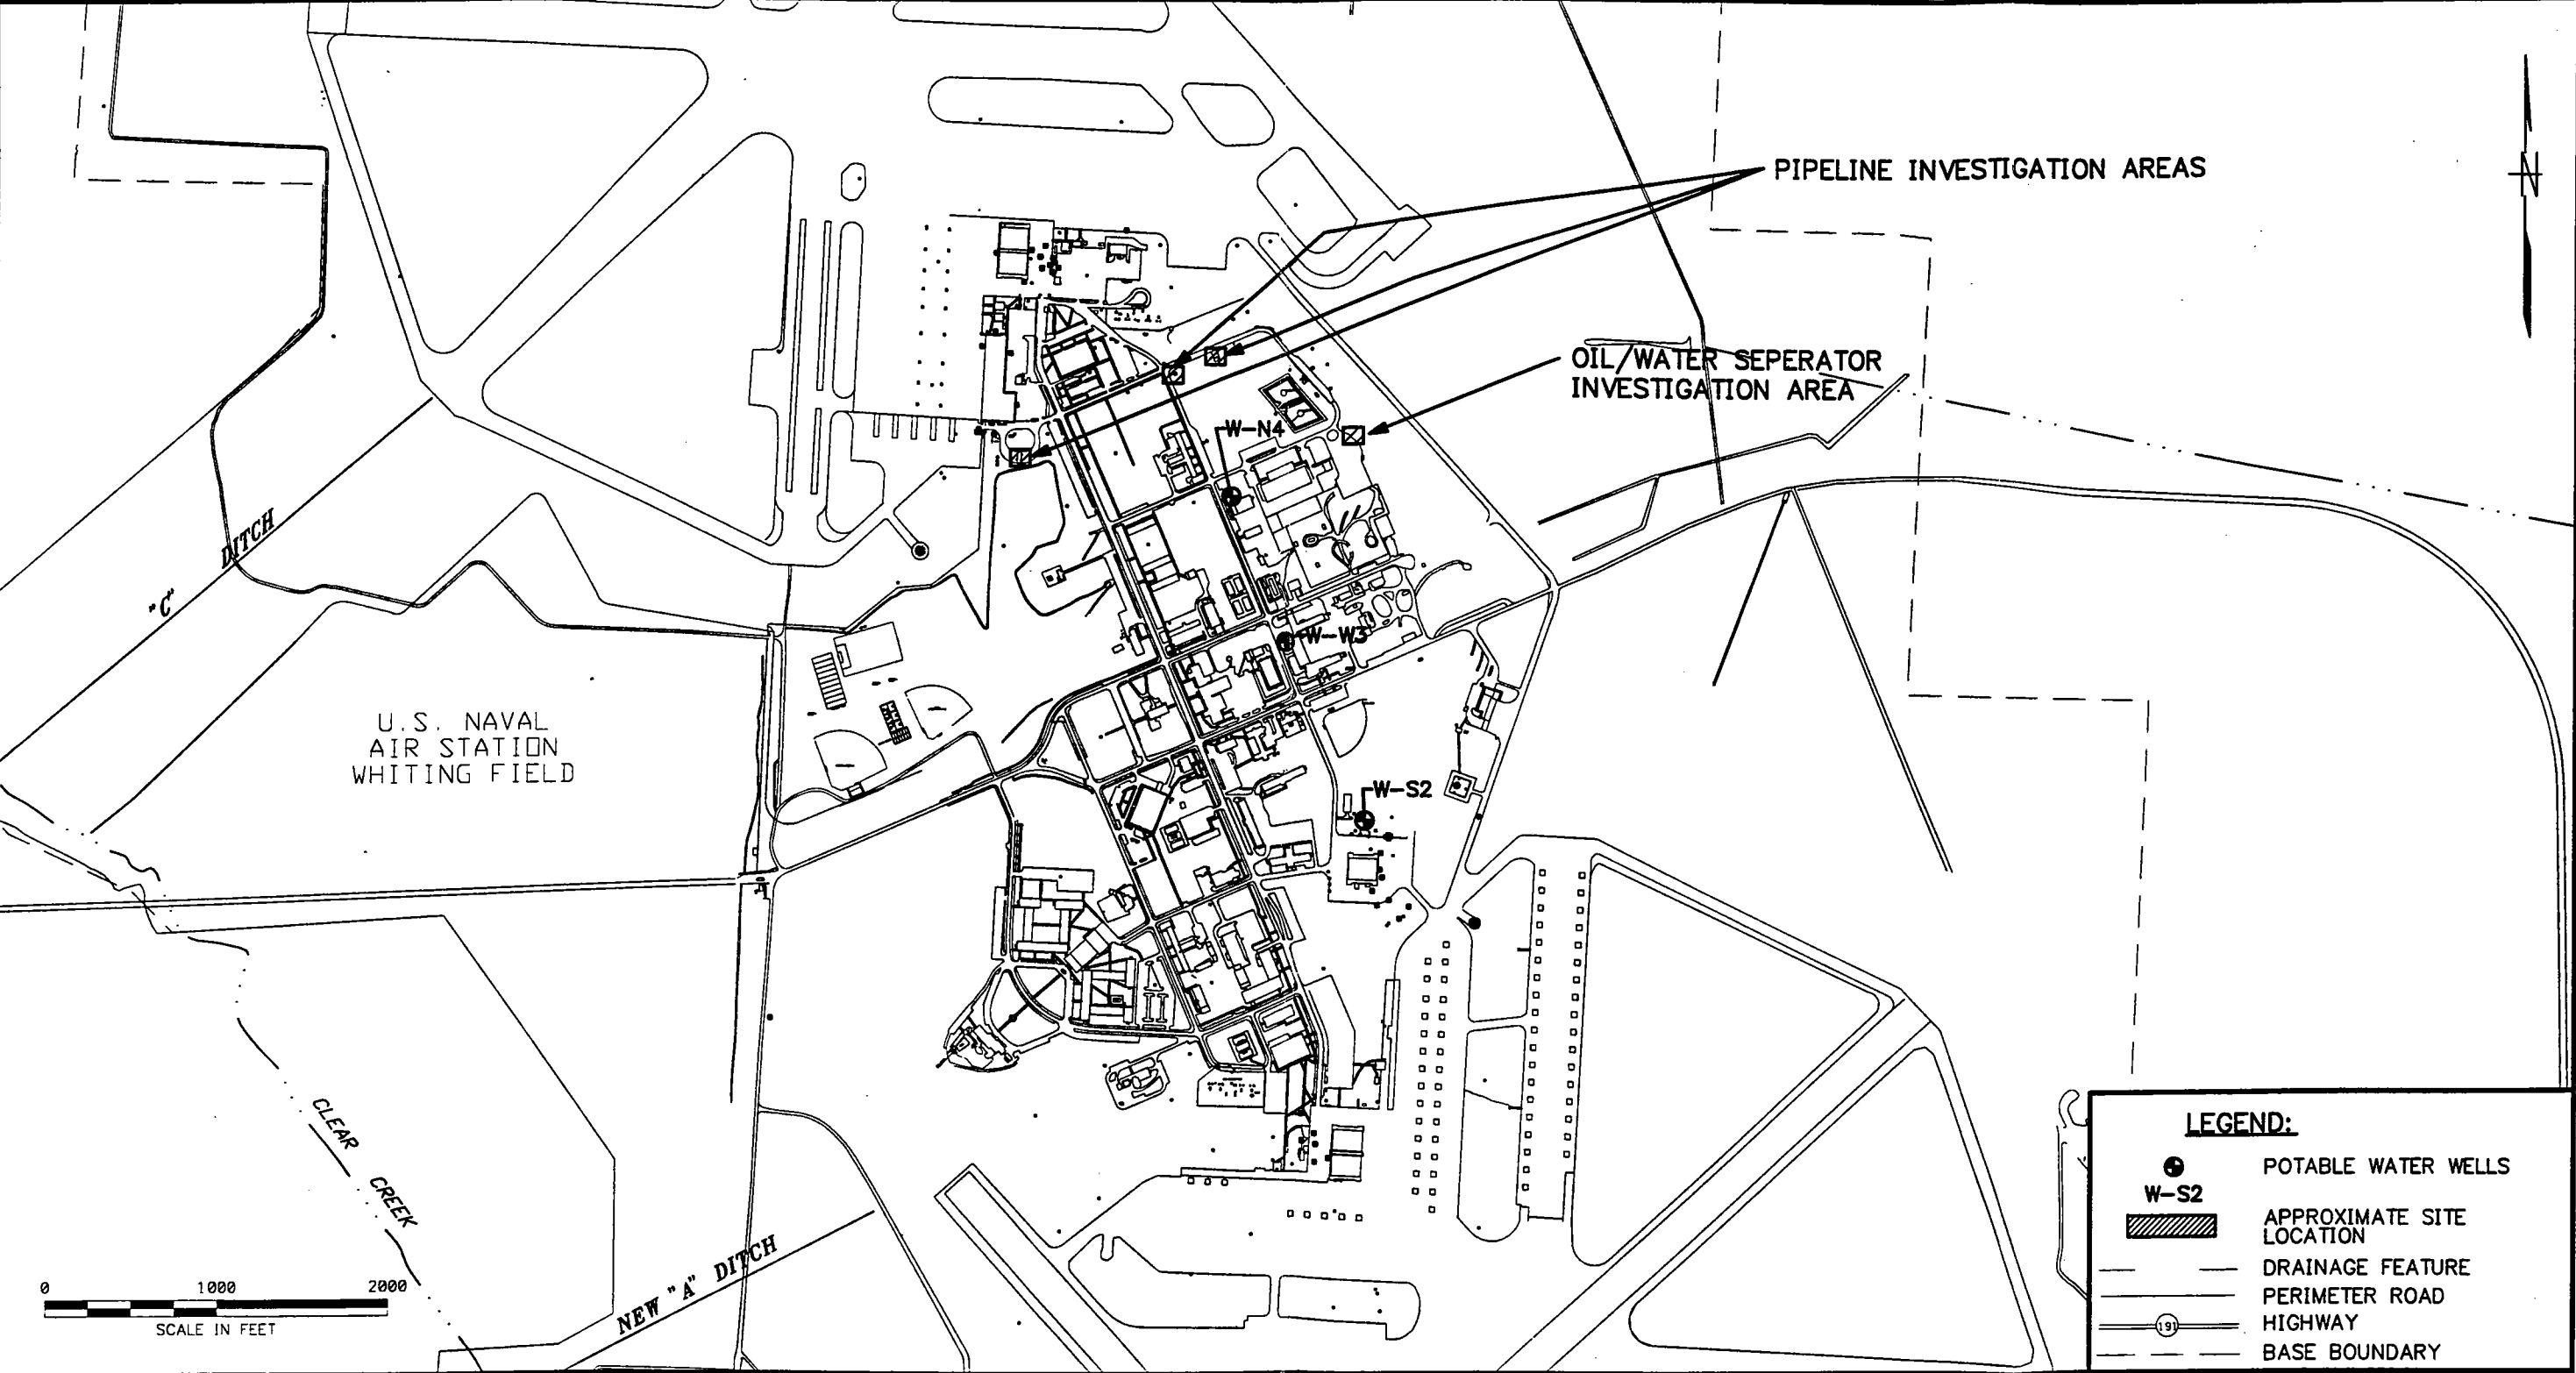 PIPELINE INVESTIGATION AREAS
N
OIL/WATER SEPERATOR
INVESTIGATION AREA
W-N4
"C" DITCH
W-W3
U.S. NAVAL
AIR STATION
WHITING FIELD
W-S2
CLEAR CREEK
NEW "A" DITCH
0 1000 2000
SCALE IN FEET
LEGEND:
POTABLE WATER WELLS
W-S2
APPROXIMATE SITE
LOCATION
DRAINAGE FEATURE
PERIMETER ROAD
191 HIGHWAY
BASE BOUNDARY